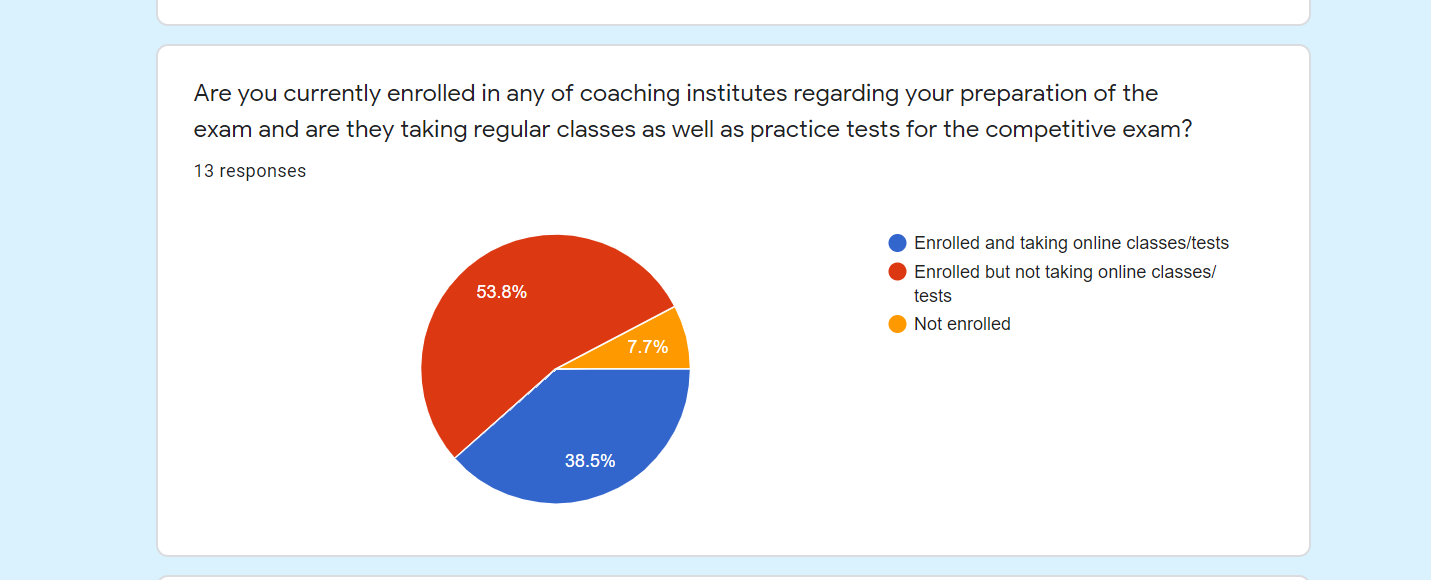 Are you currently enrolled in any of coaching institutes regarding your preparation of the
exam and are they taking regular classes as well as practice tests for the competitive exam?
13 responses
53.8%
7.7%
38.5%
Enrolled and taking online classes/tests
Enrolled but not taking online classes/
tests
Not enrolled